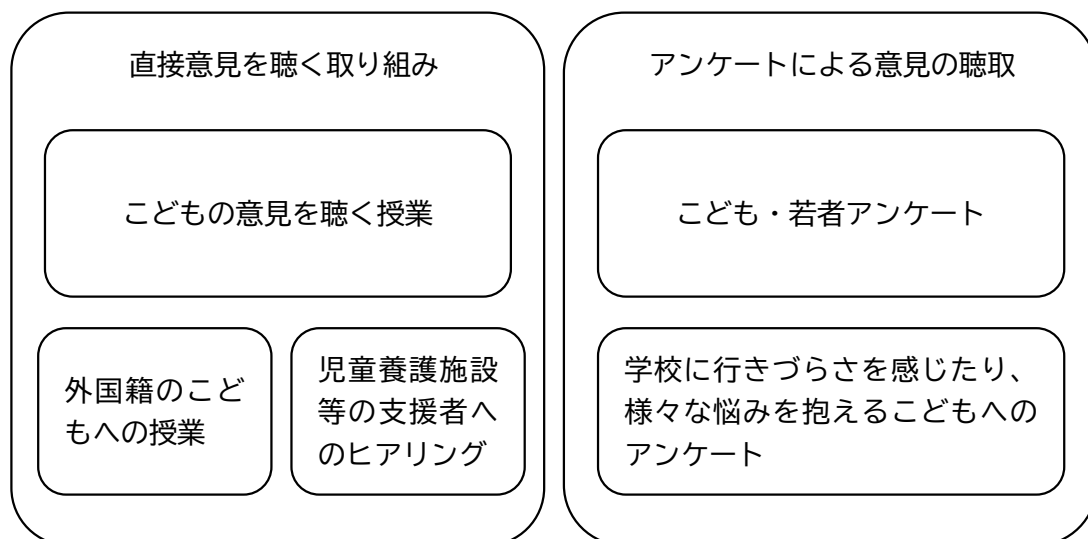 直接意見を聴く取り組み
こどもの意見を聴く授業
外国籍のこど
もへの授業
児童養護施設
等の支援者へ
のヒアリング
アンケートによる意見の聴取
こども・若者アンケート
学校に行きづらさを感じたり、
様々な悩みを抱えるこどもへの
アンケート